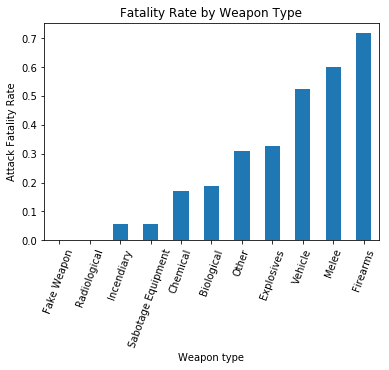 Fatality Rate by Weapon Type
Attack Fatality Rate
0.7
0.6
0.5
0.4
0.3
0.2
0.1
0.0
Fake Weapon
Radiological
Incendiary
Sabotage Equipment
Chemical
Biological
Other
Explosives
Vehicle
Melee
Firearms
Weapon type